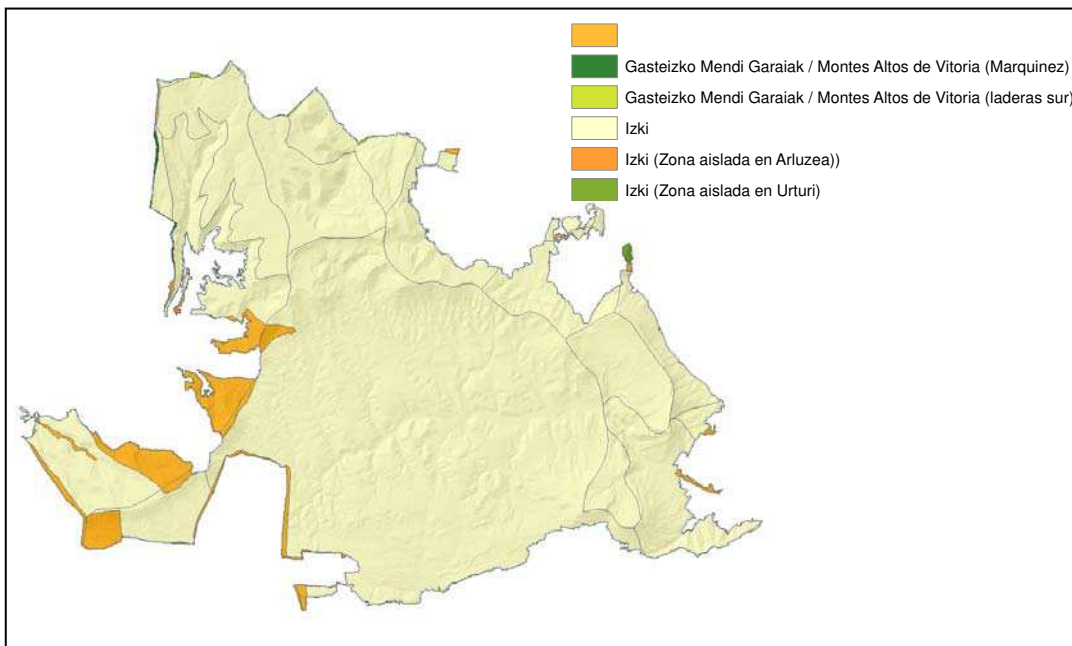 Gasteizko Mendi Garaiak / Montes Altos de Vitoria (Marquinez)
Gasteizko Mendi Garaiak / Montes Altos de Vitoria (laderas sur)
Izki
Izki (Zona aislada en Arluzea))
Izki (Zona aislada en Urturi)